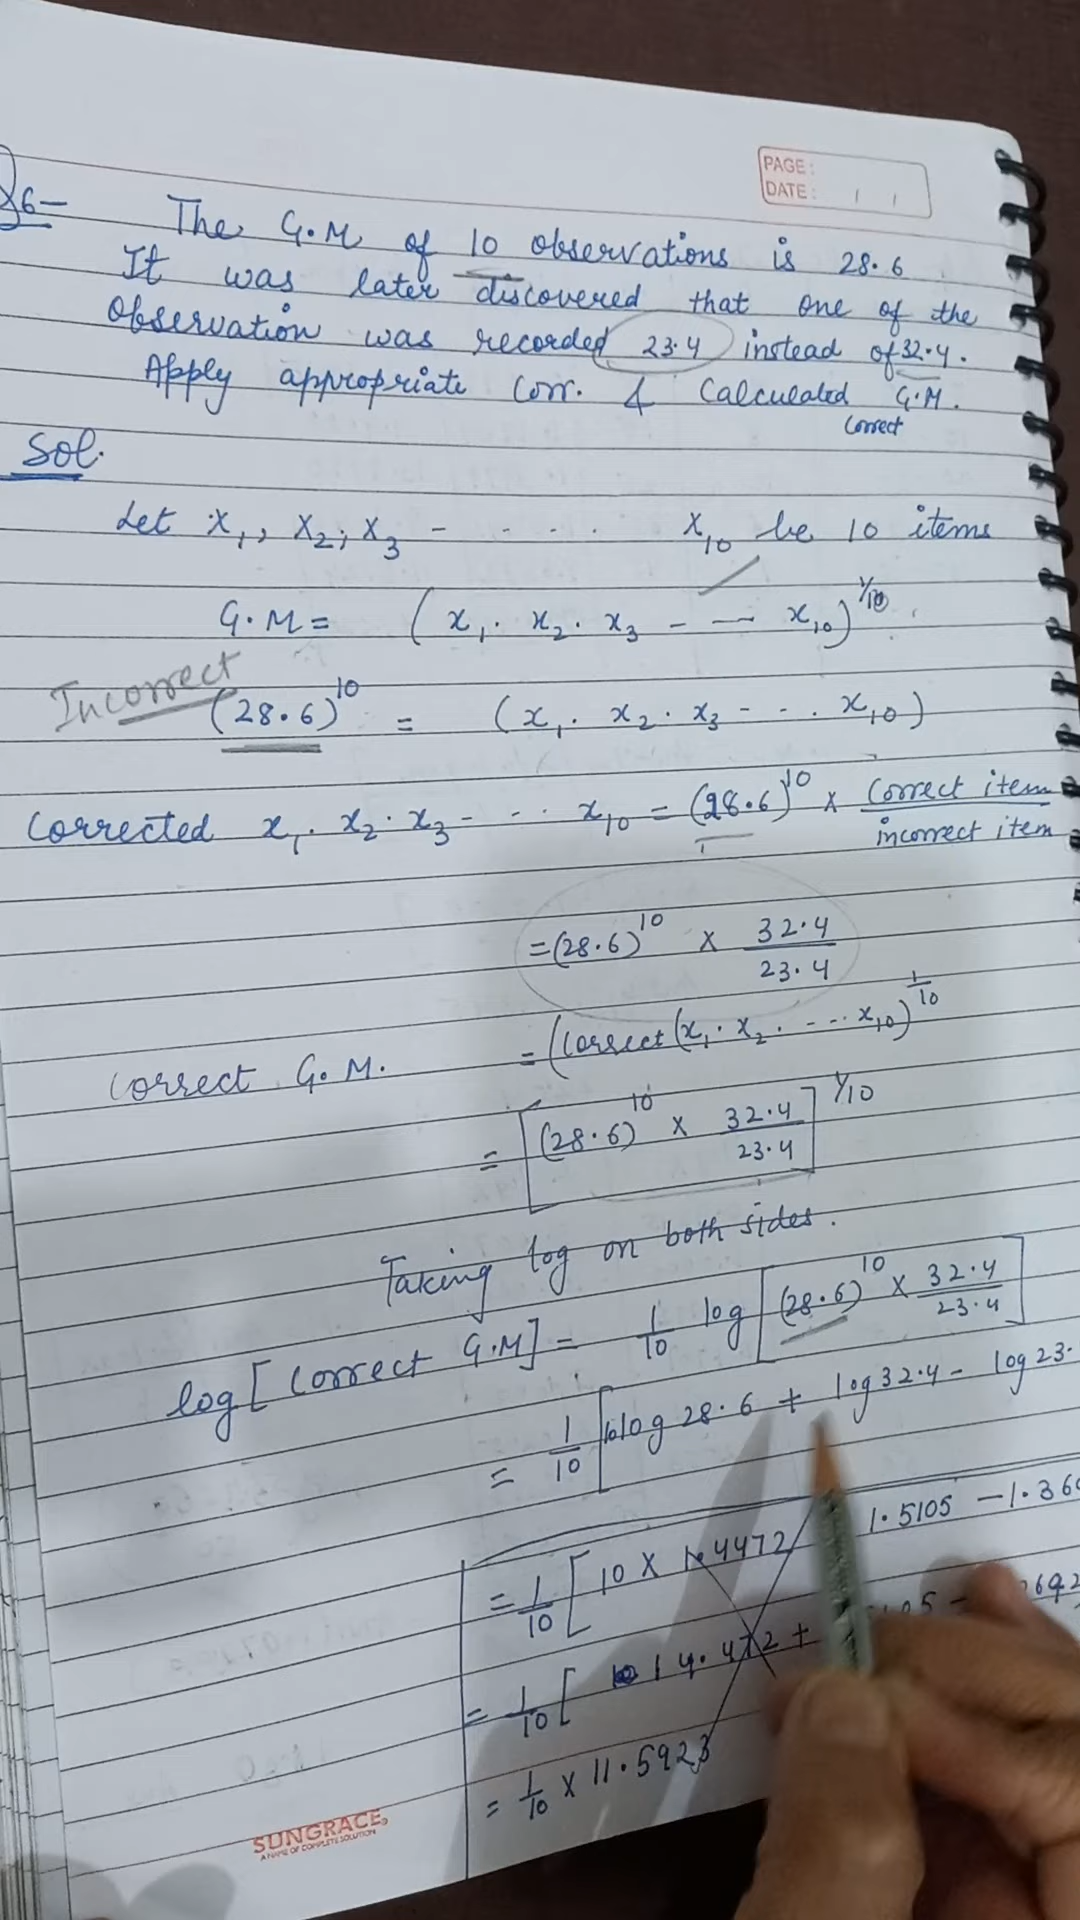 PAGE:
DATE: / /
Q6- The G.M of 10 observations is 28.6
It was later discovered that one of the
Observation was recorded 23.4 instead of 32.4.
Apply appropriate Corr. & Calculated G.M.
Correct
Sol.
Let x₁, x₂, x₃ - - . . . x₁₀ be 10 items
G.M = (x₁. x₂. x₃ - --- x₁₀)^1/10
Incorrect
(28.6)^10 = (x₁. x₂. x₃ - - . . x₁₀)
Corrected x₁. x₂. x₃ - - . . x₁₀ = (28.6)^10 × Correct item / incorrect item
= (28.6)^10 × 32.4 / 23.4
Correct G.M. = (Correct (x₁. x₂. - ... x₁₀)^1/10
= [(28.6)^10 × 32.4 / 23.4]^1/10
Taking log on both sides.
log [Correct G.M] = 1/10 log [(28.6)^10 × 32.4 / 23.4]
= 1/10 [10 log 28.6 + log 32.4 - log 23.
= 1/10 [10 × 1.4472 1.5105 - 1.36
= 1/10 [14.472 +
= 1/10 × 11.5923
SUNGRACE
A NAME OF COMPLETE SOLUTION